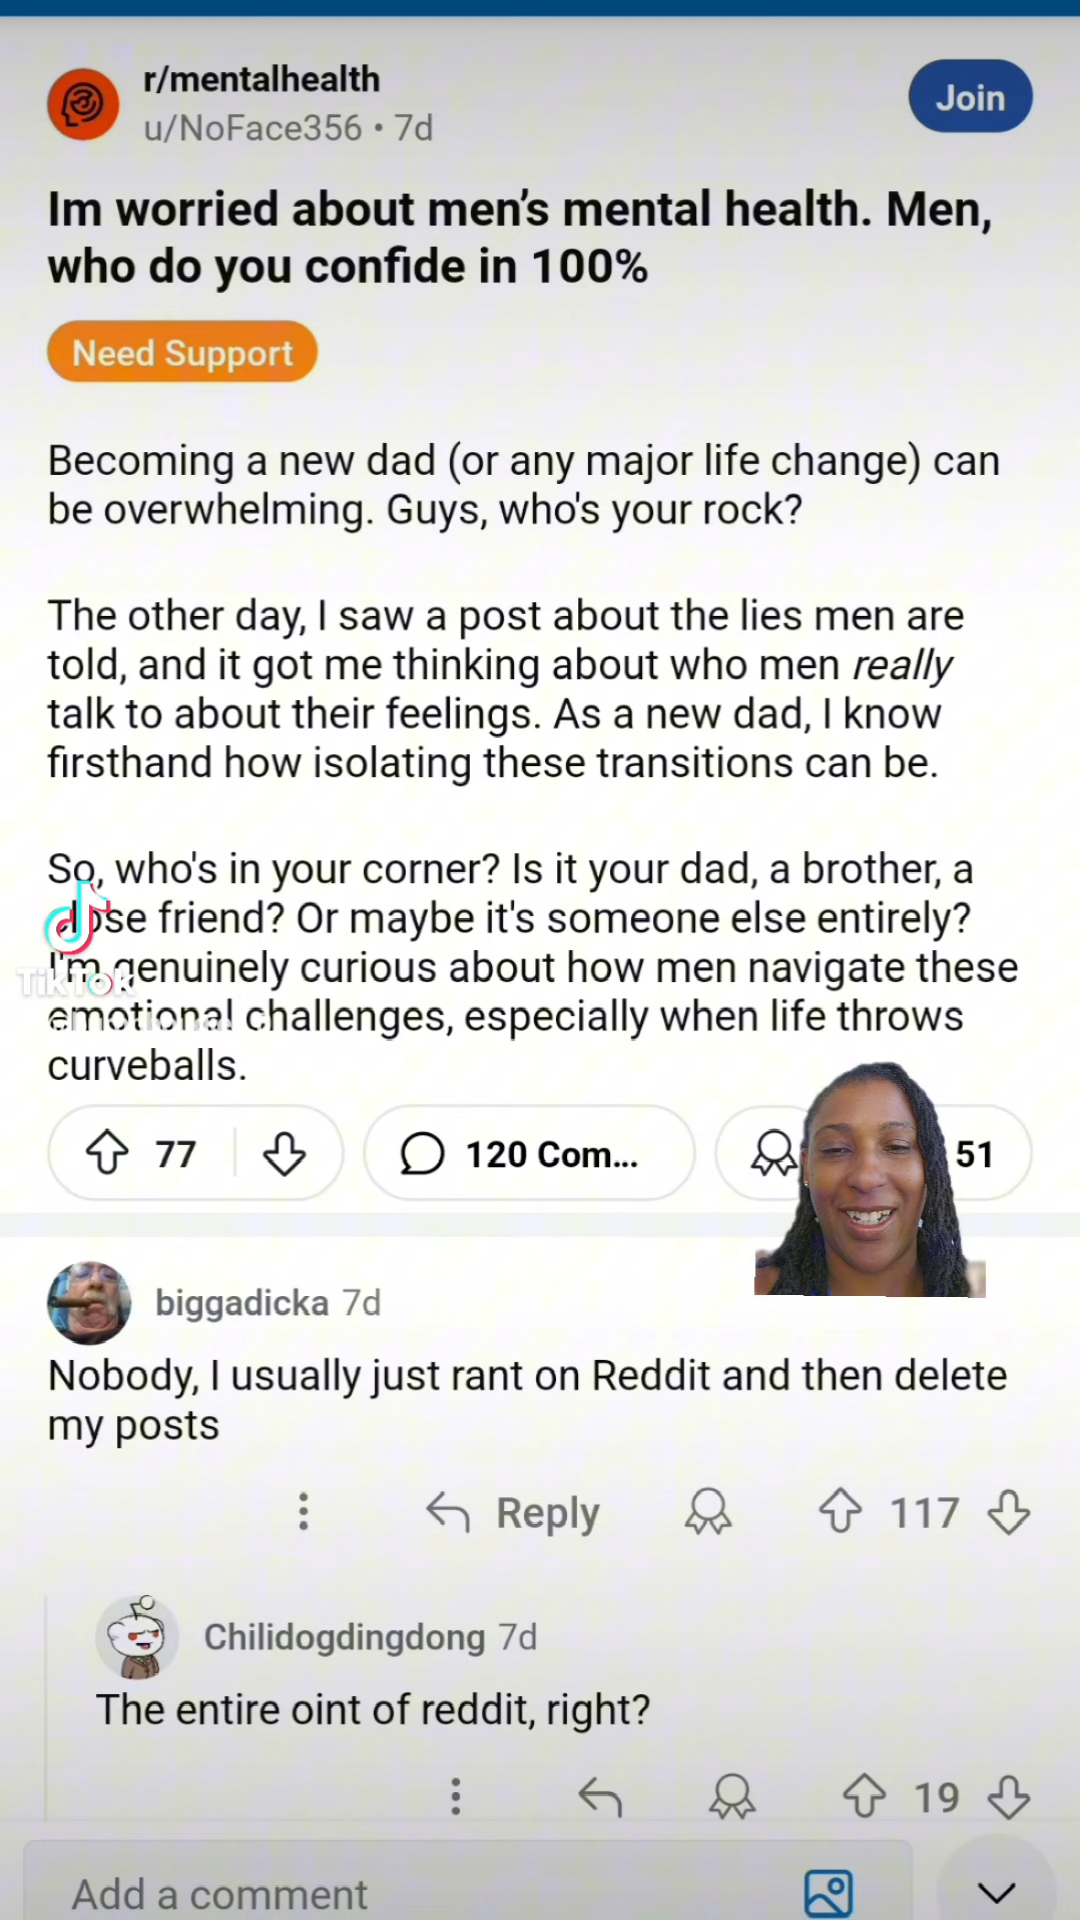 r/mentalhealth
u/NoFace356 • 7d
Join
Im worried about men's mental health. Men,
who do you confide in 100%
Need Support
Becoming a new dad (or any major life change) can
be overwhelming. Guys, who's your rock?
The other day, I saw a post about the lies men are
told, and it got me thinking about who men really
talk to about their feelings. As a new dad, I know
firsthand how isolating these transitions can be.
So, who's in your corner? Is it your dad, a brother, a
close friend? Or maybe it's someone else entirely?
I'm genuinely curious about how men navigate these
emotional challenges, especially when life throws
curveballs.
TikTok
77
120 Com...
51
biggadicka 7d
Nobody, I usually just rant on Reddit and then delete
my posts
Reply
117
Chilidogdingdong 7d
The entire oint of reddit, right?
19
Add a comment